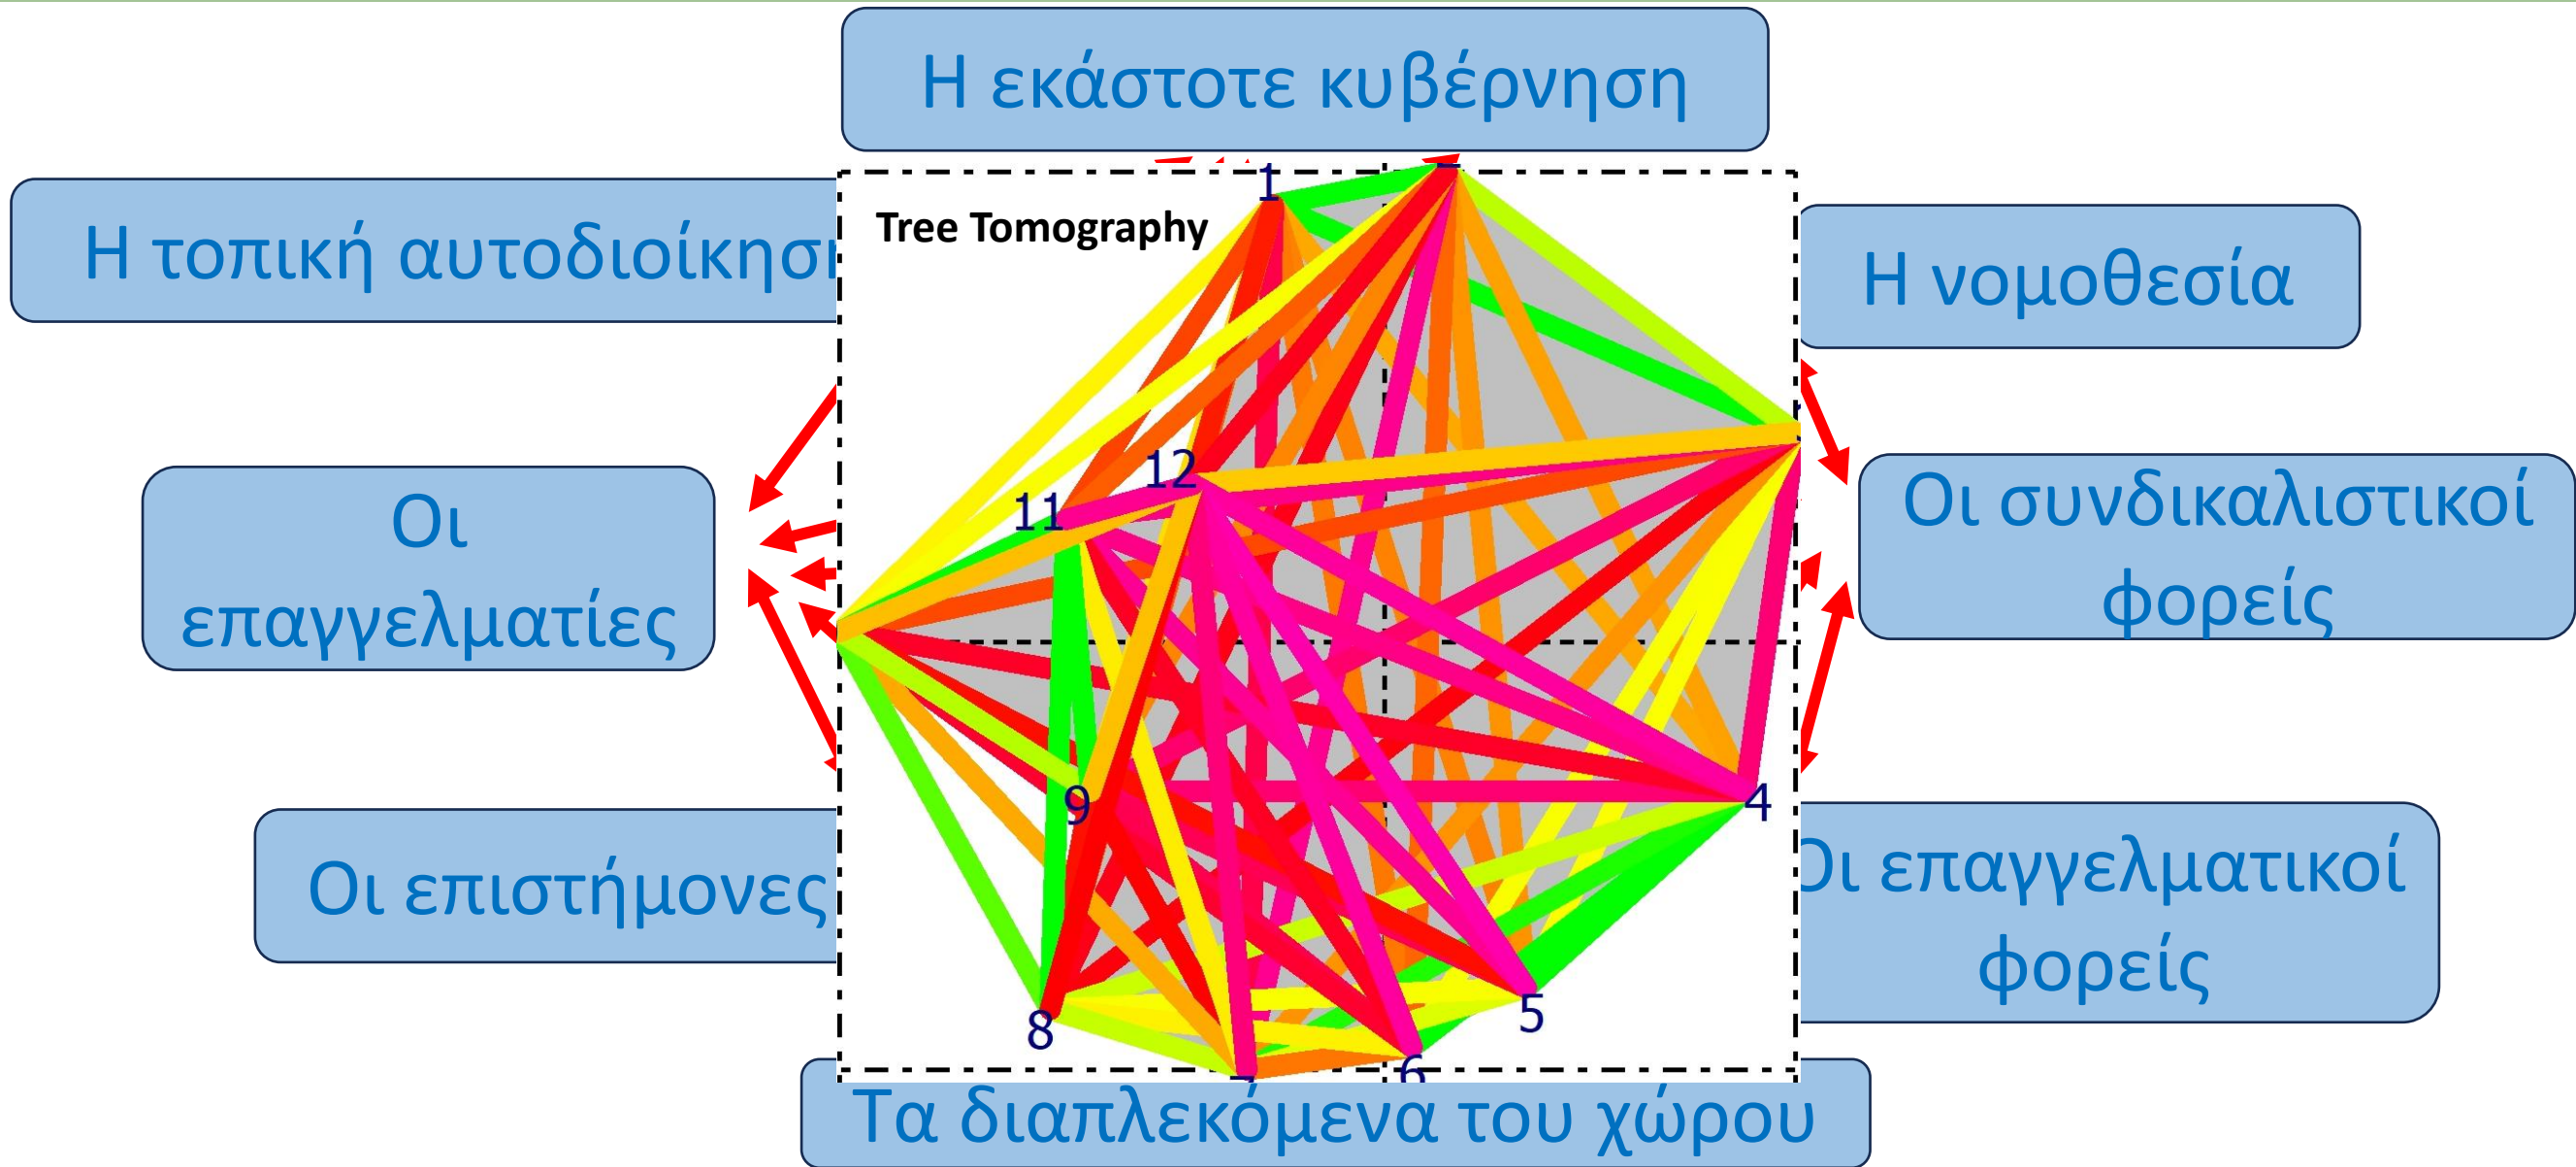 Η εκάστοτε κυβέρνηση
Η τοπική
Η νομοθεσία
Tree Tomography
1
12
11
Οι
επαγγελματίες
Οι συνδικαλιστικοί
φορείς
4
9
Οι επιστήμονες
Οι επαγγελματικοί
φορείς
8
5
6
Τα διαπλεκόμενα του χώρου